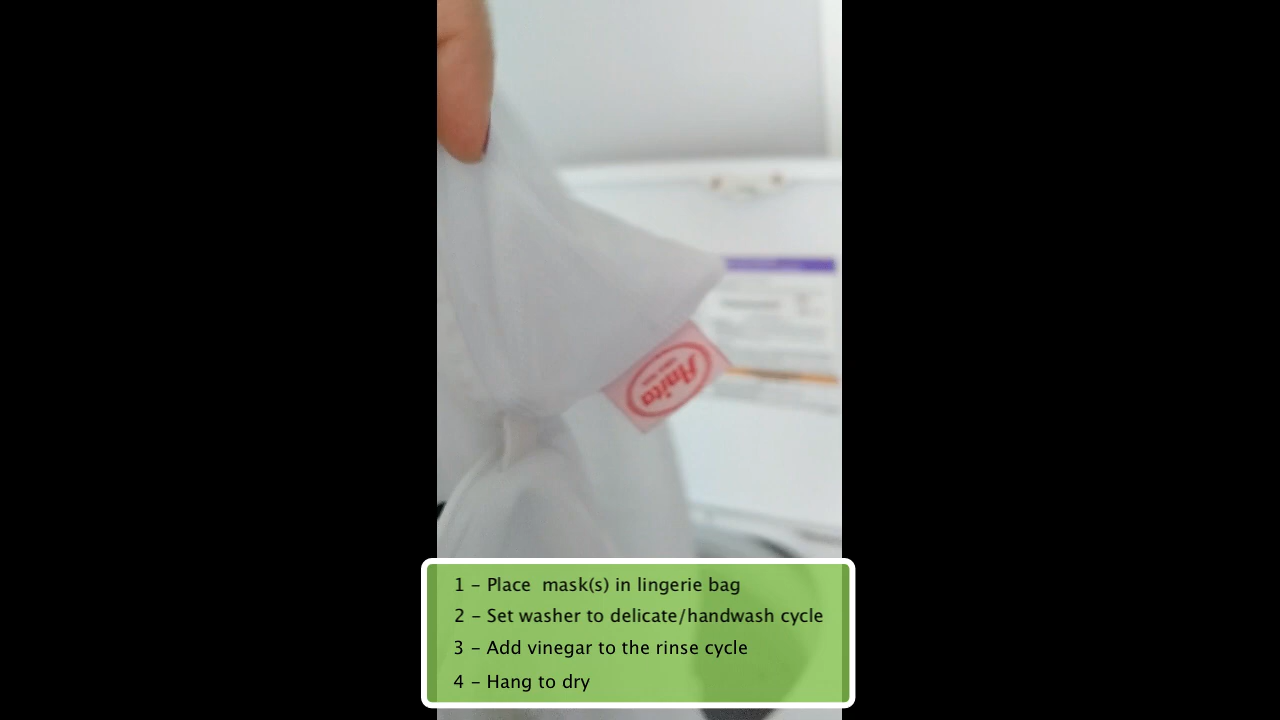 Anita
1 – Place  mask(s) in lingerie bag
2 – Set washer to delicate/handwash cycle
3 – Add vinegar to the rinse cycle
4 – Hang to dry